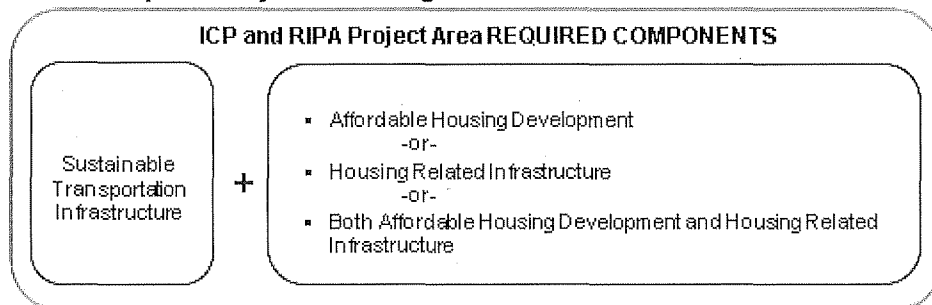 ICP and RIPA Project Area REQUIRED COMPONENTS
Sustainable
Transportation
Infrastructure
+
▪ Affordable Housing Development
-or-
▪ Housing Related Infrastructure
-or-
▪ Both Affordable Housing Development and Housing Related
Infrastructure